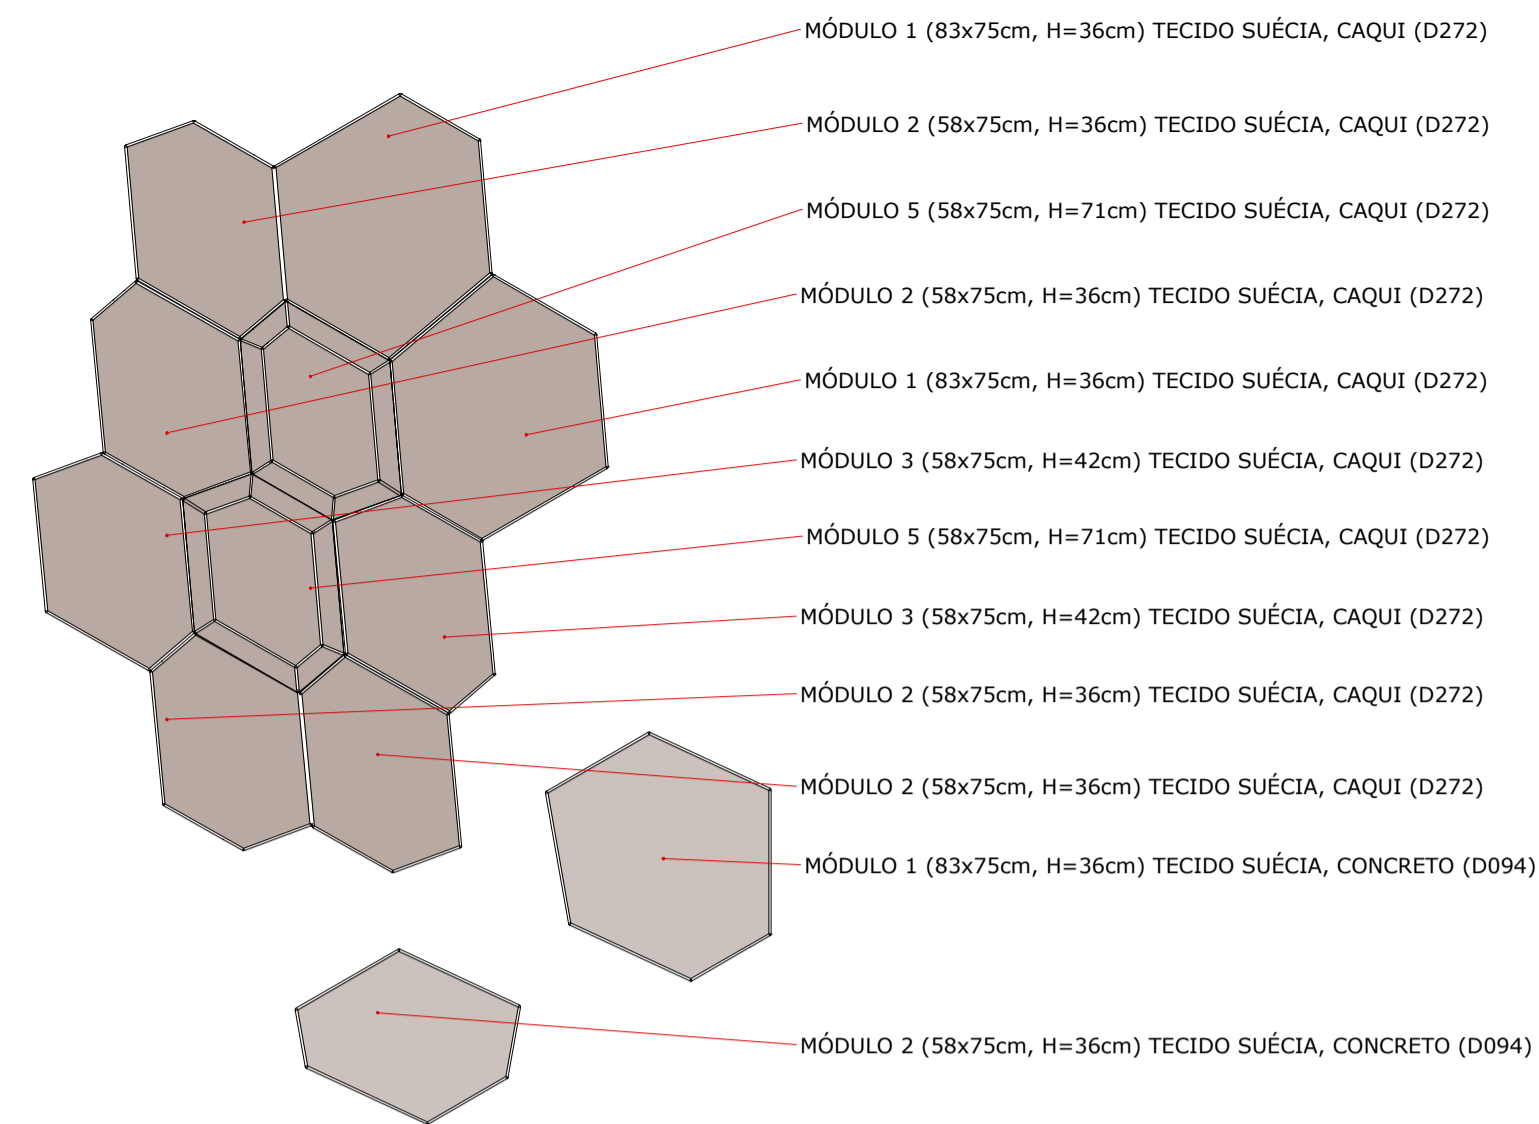 MÓDULO 1 (83x75cm, H=36cm) TECIDO SUÉCIA, CAQUI (D272)
MÓDULO 2 (58x75cm, H=36cm) TECIDO SUÉCIA, CAQUI (D272)
MÓDULO 5 (58x75cm, H=71cm) TECIDO SUÉCIA, CAQUI (D272)
MÓDULO 2 (58x75cm, H=36cm) TECIDO SUÉCIA, CAQUI (D272)
MÓDULO 1 (83x75cm, H=36cm) TECIDO SUÉCIA, CAQUI (D272)
MÓDULO 3 (58x75cm, H=42cm) TECIDO SUÉCIA, CAQUI (D272)
MÓDULO 5 (58x75cm, H=71cm) TECIDO SUÉCIA, CAQUI (D272)
MÓDULO 3 (58x75cm, H=42cm) TECIDO SUÉCIA, CAQUI (D272)
MÓDULO 2 (58x75cm, H=36cm) TECIDO SUÉCIA, CAQUI (D272)
MÓDULO 2 (58x75cm, H=36cm) TECIDO SUÉCIA, CAQUI (D272)
MÓDULO 1 (83x75cm, H=36cm) TECIDO SUÉCIA, CONCRETO (D094)
MÓDULO 2 (58x75cm, H=36cm) TECIDO SUÉCIA, CONCRETO (D094)